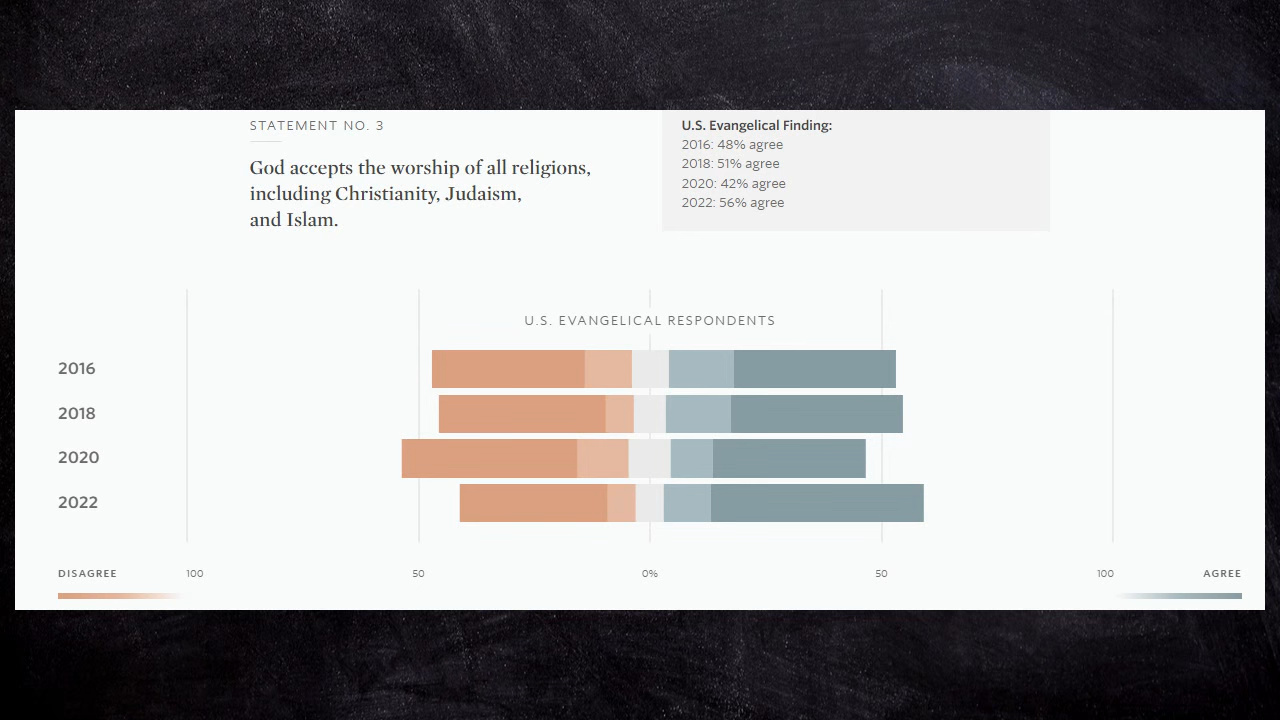 STATEMENT NO. 3
God accepts the worship of all religions,
including Christianity, Judaism,
and Islam.
U.S. Evangelical Finding:
2016: 48% agree
2018: 51% agree
2020: 42% agree
2022: 56% agree
U.S. EVANGELICAL RESPONDENTS
2016
2018
2020
2022
DISAGREE 100 50 0% 50 100 AGREE